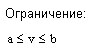 Ограничение:
a ≤ v ≤ b